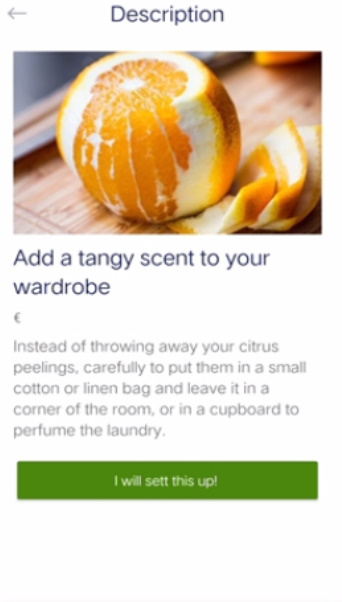 Description
Add a tangy scent to your
wardrobe
€
Instead of throwing away your citrus
peelings, carefully to put them in a small
cotton or linen bag and leave it in a
corner of the room, or in a cupboard to
perfume the laundry.
I will sett this up!